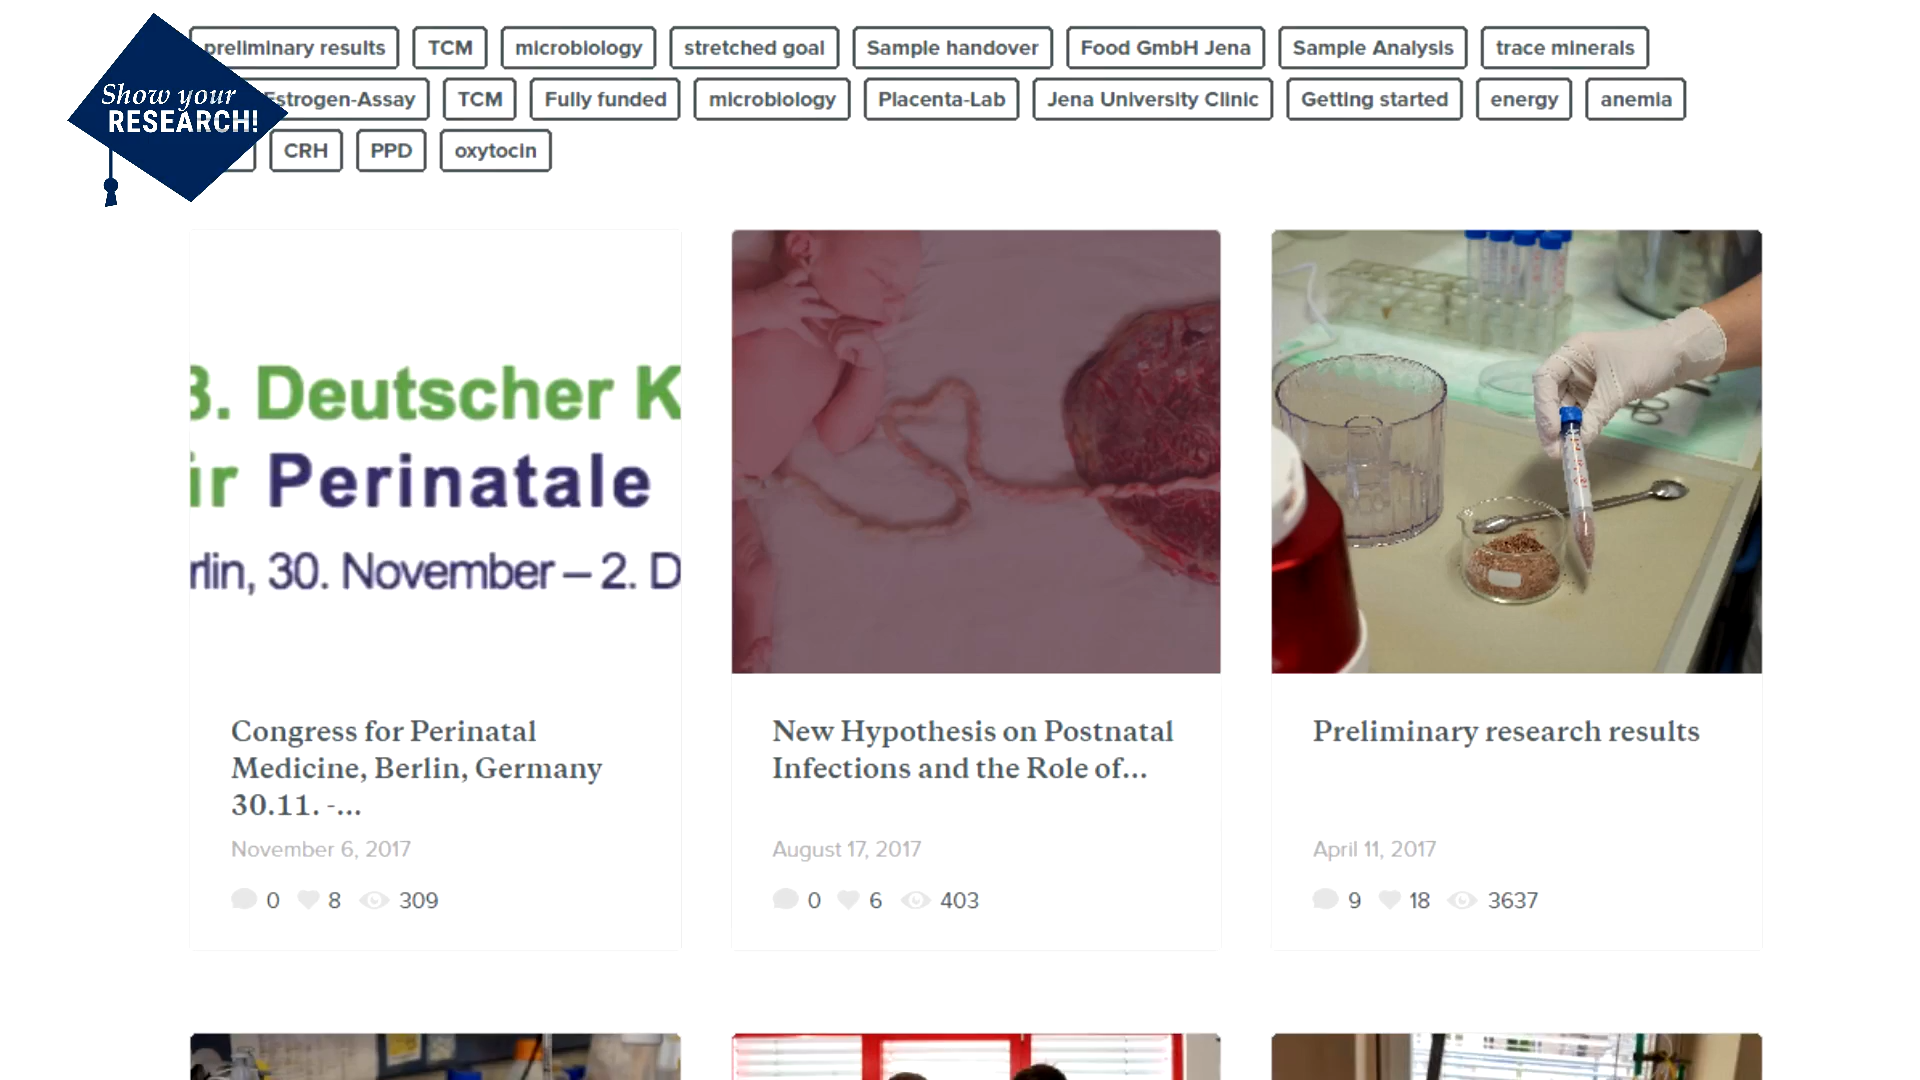 Show your
RESEARCH!
preliminary results TCM microbiology stretched goal Sample handover Food GmbH Jena Sample Analysis trace minerals
Estrogen-Assay TCM Fully funded microbiology Placenta-Lab Jena University Clinic Getting started energy anemia
CRH PPD oxytocin
3. Deutscher K
ür Perinatale
rlin, 30. November – 2. D
Congress for Perinatal
Medicine, Berlin, Germany
30.11. -...
November 6, 2017
0 8 309
New Hypothesis on Postnatal
Infections and the Role of...
August 17, 2017
0 6 403
Preliminary research results
April 11, 2017
9 18 3637